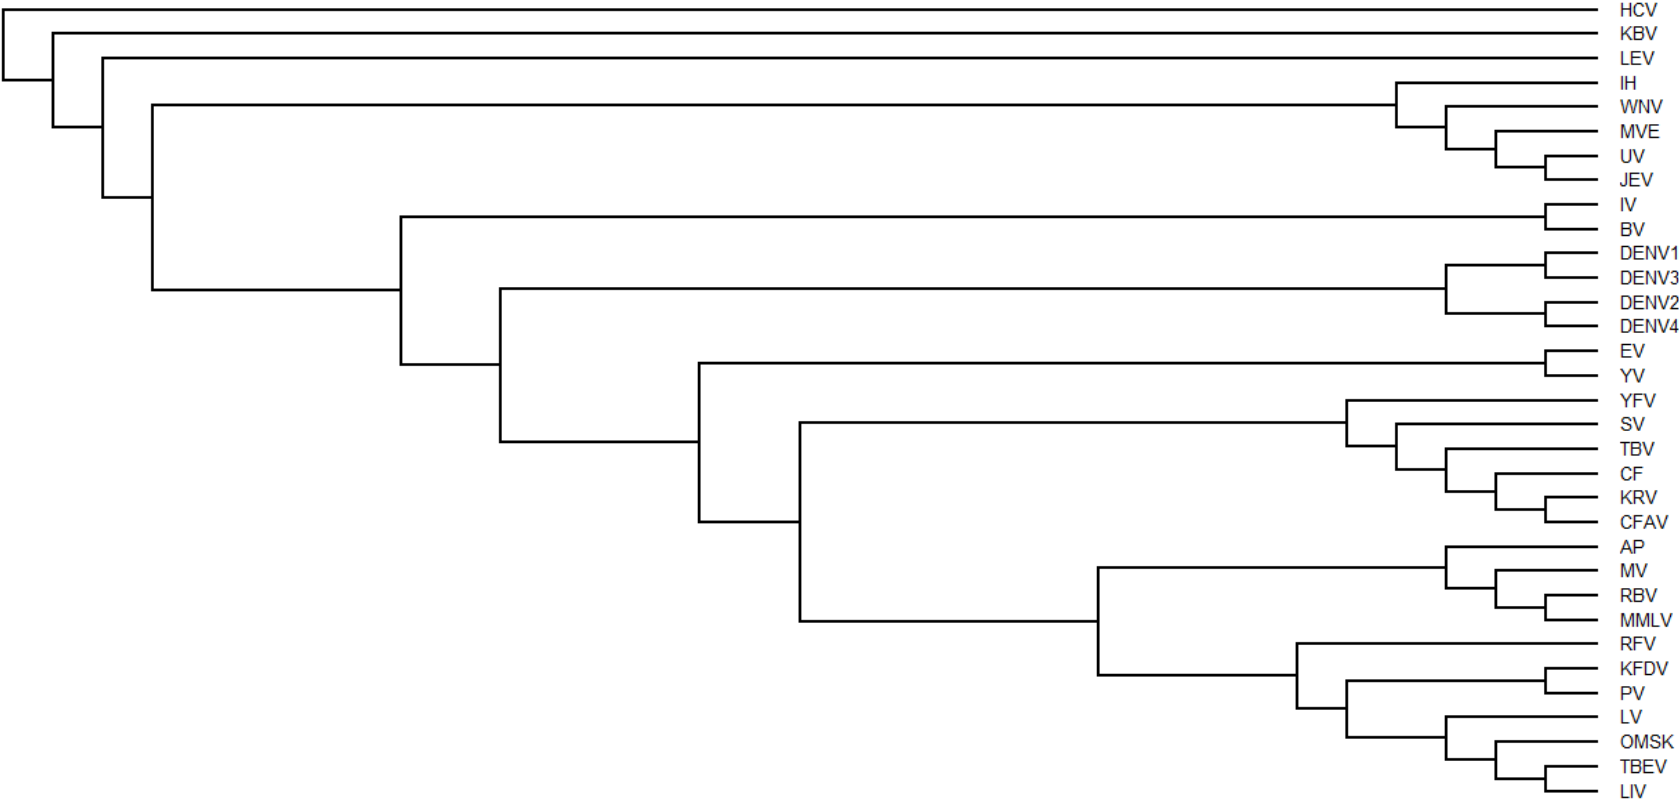 HCV
KBV
LEV
IH
WNV
MVE
UV
JEV
IV
BV
DENV1
DENV3
DENV2
DENV4
EV
YV
YFV
SV
TBV
CF
KRV
CFAV
AP
MV
RBV
MMLV
RFV
KFDV
PV
LV
OMSK
TBEV
LIV